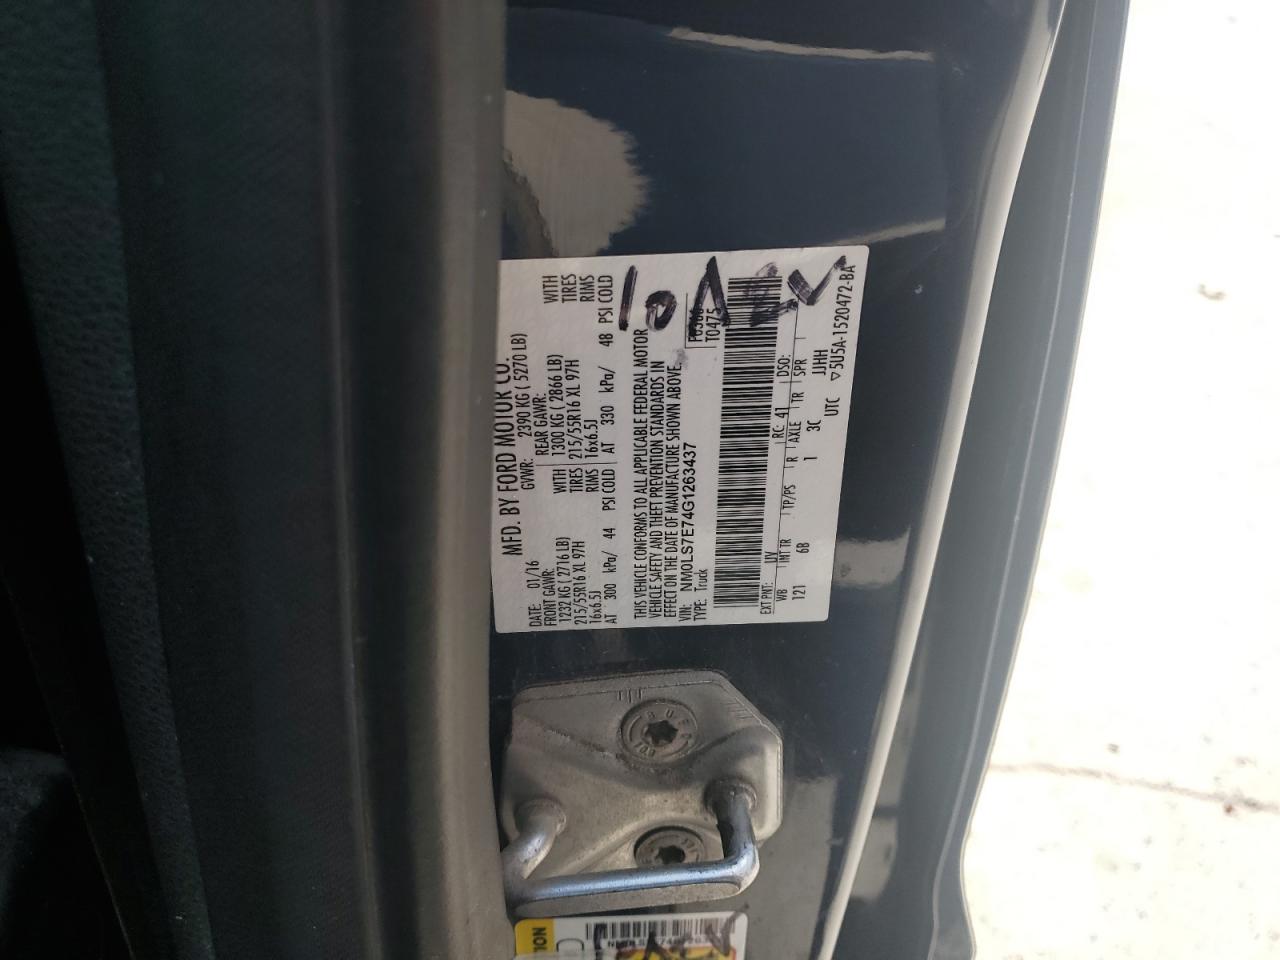 MFD. BY FORD MOTOR CO.
DATE: 01/16 GVWR: 2390 KG ( 5270 LB)
FRONT GAWR: REAR GAWR:
1232 KG ( 2716 LB) WITH 1300 KG ( 2866 LB) WITH
215/55R16 XL 97H TIRES 215/55R16 XL 97H TIRES
16x6.5J RIMS 16x6.5J RIMS
AT 300 kPa/ 44 PSI COLD AT 330 kPa/ 48 PSI COLD
THIS VEHICLE CONFORMS TO ALL APPLICABLE FEDERAL MOTOR
VEHICLE SAFETY AND THEFT PREVENTION STANDARDS IN
EFFECT ON THE DATE OF MANUFACTURE SHOWN ABOVE.
VIN: NM0LS7E74G1263437
TYPE: Truck T0475
EXT PNT: UV RC: 41 DSO:
WB INT TR TP/PS R AXLE TR SPR
121 6B 1 3C JJHH
UTC ▽5U5A-1520472-BA